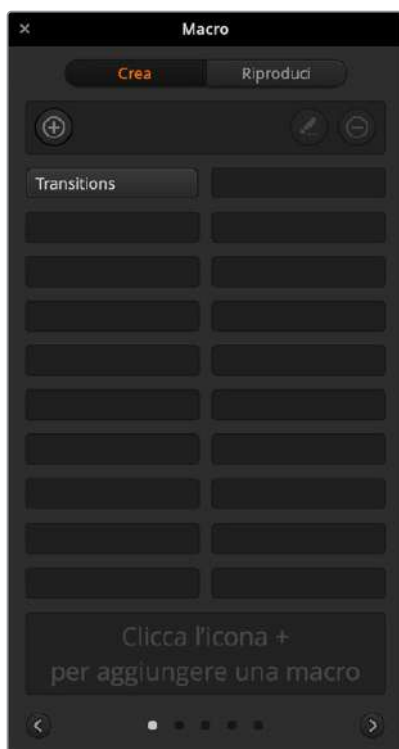 Macro
Crea Riproduci
Transitions
Clicca l'icona +
per aggiungere una macro